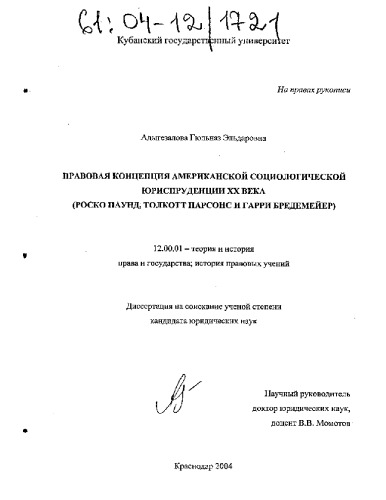 61:04-12/1721
Кубанский государственный университет
На правах рукописи
Адыгезалова Гюльназ Эльдаровна
ПРАВОВАЯ КОНЦЕПЦИЯ АМЕРИКАНСКОЙ СОЦИОЛОГИЧЕСКОЙ
ЮРИСПРУДЕНЦИИ XX ВЕКА
(РОСКО ПАУНД, ТОЛКОТТ ПАРСОНС И ГАРРИ БРЕДЕМЕЙЕР)
12.00.01 – теория и история
права и государства; история правовых учений
Диссертация на соискание ученой степени
кандидата юридических наук
Научный руководитель
доктор юридических наук,
доцент В.В. Момотов
Краснодар 2004